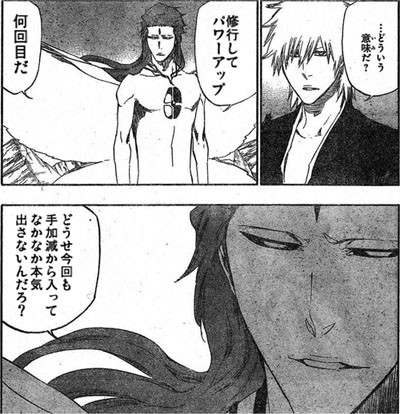 …どういう
意味だ?
いみ
修行して
パワーアップ
何回目だ
どうせ今回も
手加減から入って
なかなか本気
出さないんだろ?